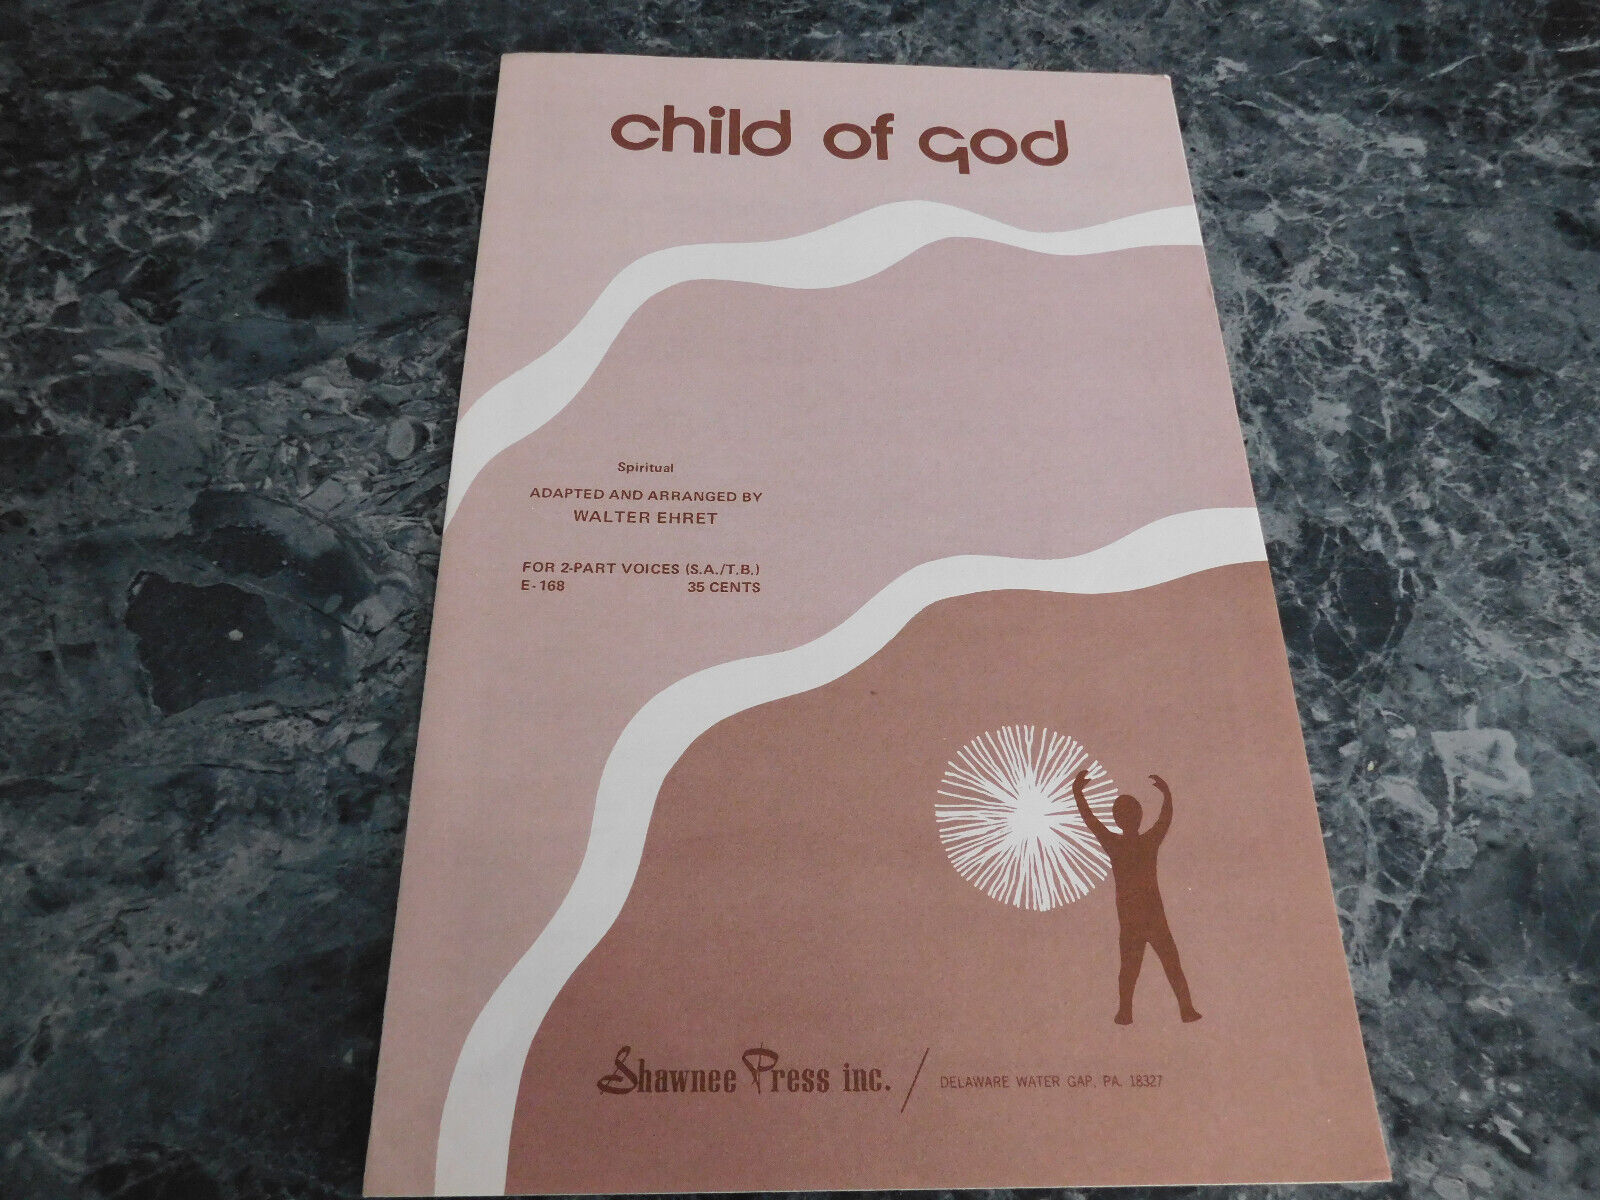 child of god
Spiritual
ADAPTED AND ARRANGED BY
WALTER EHRET
FOR 2-PART VOICES (S.A./T.B.)
E-168 35 CENTS
Shawnee Press inc. / DELAWARE WATER GAP, PA. 18327